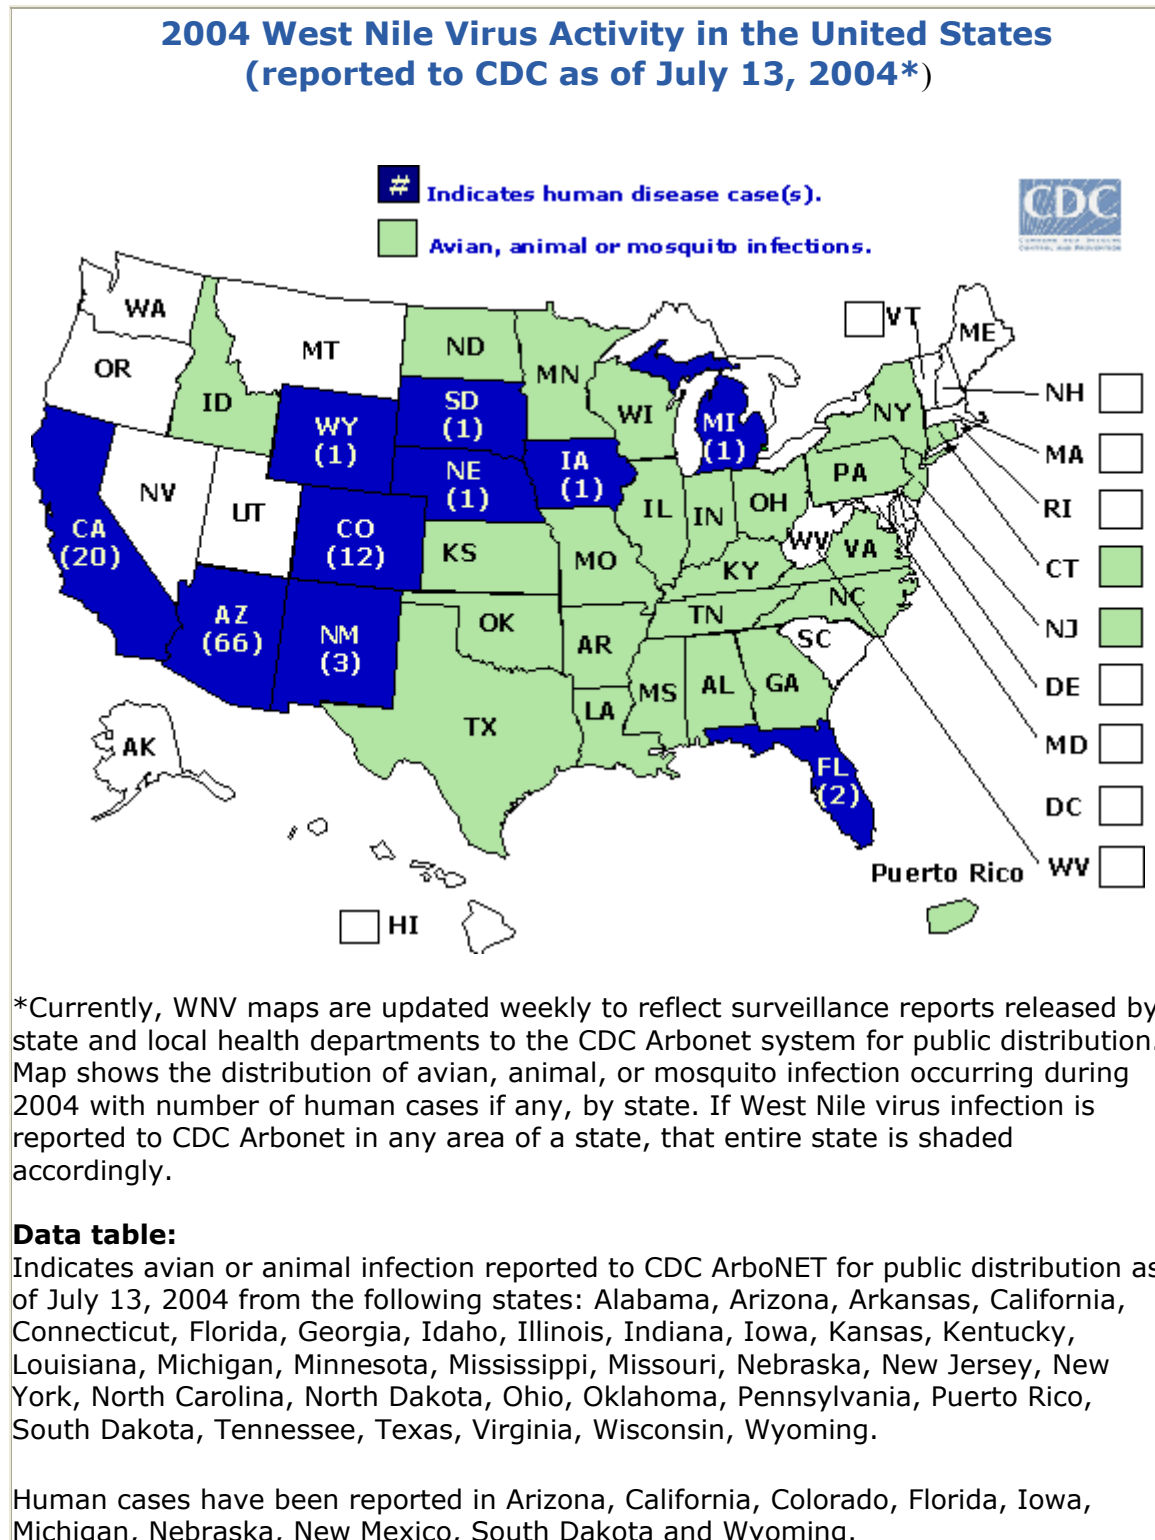 2004 West Nile Virus Activity in the United States
(reported to CDC as of July 13, 2004*)
# Indicates human disease case(s).
CDC
Avian, animal or mosquito infections.
WA
VT
ME
MT
ND
OR
MN
NH
ID
SD
(1)
WI
NY
WY
(1)
MI
(1)
MA
NE
(1)
IA
(1)
PA
NV
UT
IL
IN
OH
RI
CA
(20)
CO
(12)
KS
MO
WV
VA
KY
CT
NC
AZ
(66)
NM
(3)
OK
AR
TN
SC
NJ
MS
AL
GA
DE
LA
TX
AK
MD
FL
(2)
DC
Puerto Rico
WV
HI
*Currently, WNV maps are updated weekly to reflect surveillance reports released by
state and local health departments to the CDC Arbonet system for public distribution.
Map shows the distribution of avian, animal, or mosquito infection occurring during
2004 with number of human cases if any, by state. If West Nile virus infection is
reported to CDC Arbonet in any area of a state, that entire state is shaded
accordingly.
Data table:
Indicates avian or animal infection reported to CDC ArboNET for public distribution as
of July 13, 2004 from the following states: Alabama, Arizona, Arkansas, California,
Connecticut, Florida, Georgia, Idaho, Illinois, Indiana, Iowa, Kansas, Kentucky,
Louisiana, Michigan, Minnesota, Mississippi, Missouri, Nebraska, New Jersey, New
York, North Carolina, North Dakota, Ohio, Oklahoma, Pennsylvania, Puerto Rico,
South Dakota, Tennessee, Texas, Virginia, Wisconsin, Wyoming.
Human cases have been reported in Arizona, California, Colorado, Florida, Iowa,
Michigan, Nebraska, New Mexico, South Dakota and Wyoming.